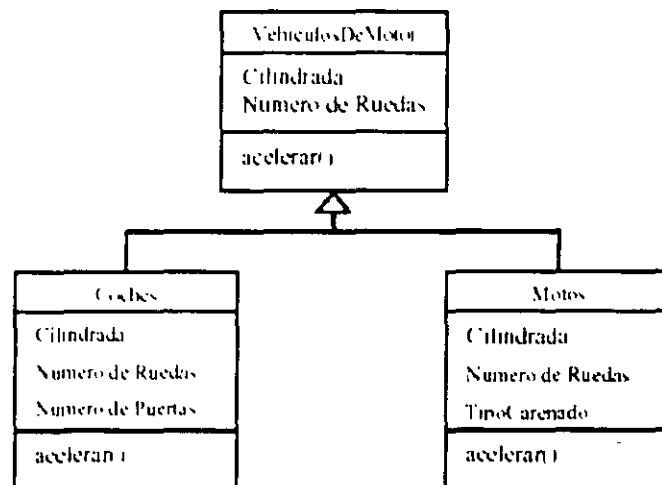 VehiculosDeMotor
Cilindrada
Numero de Ruedas
acelerar()
Coches
Cilindrada
Numero de Ruedas
Numero de Puertas
acelerar()
Motos
Cilindrada
Numero de Ruedas
TipoCarenado
acelerar()